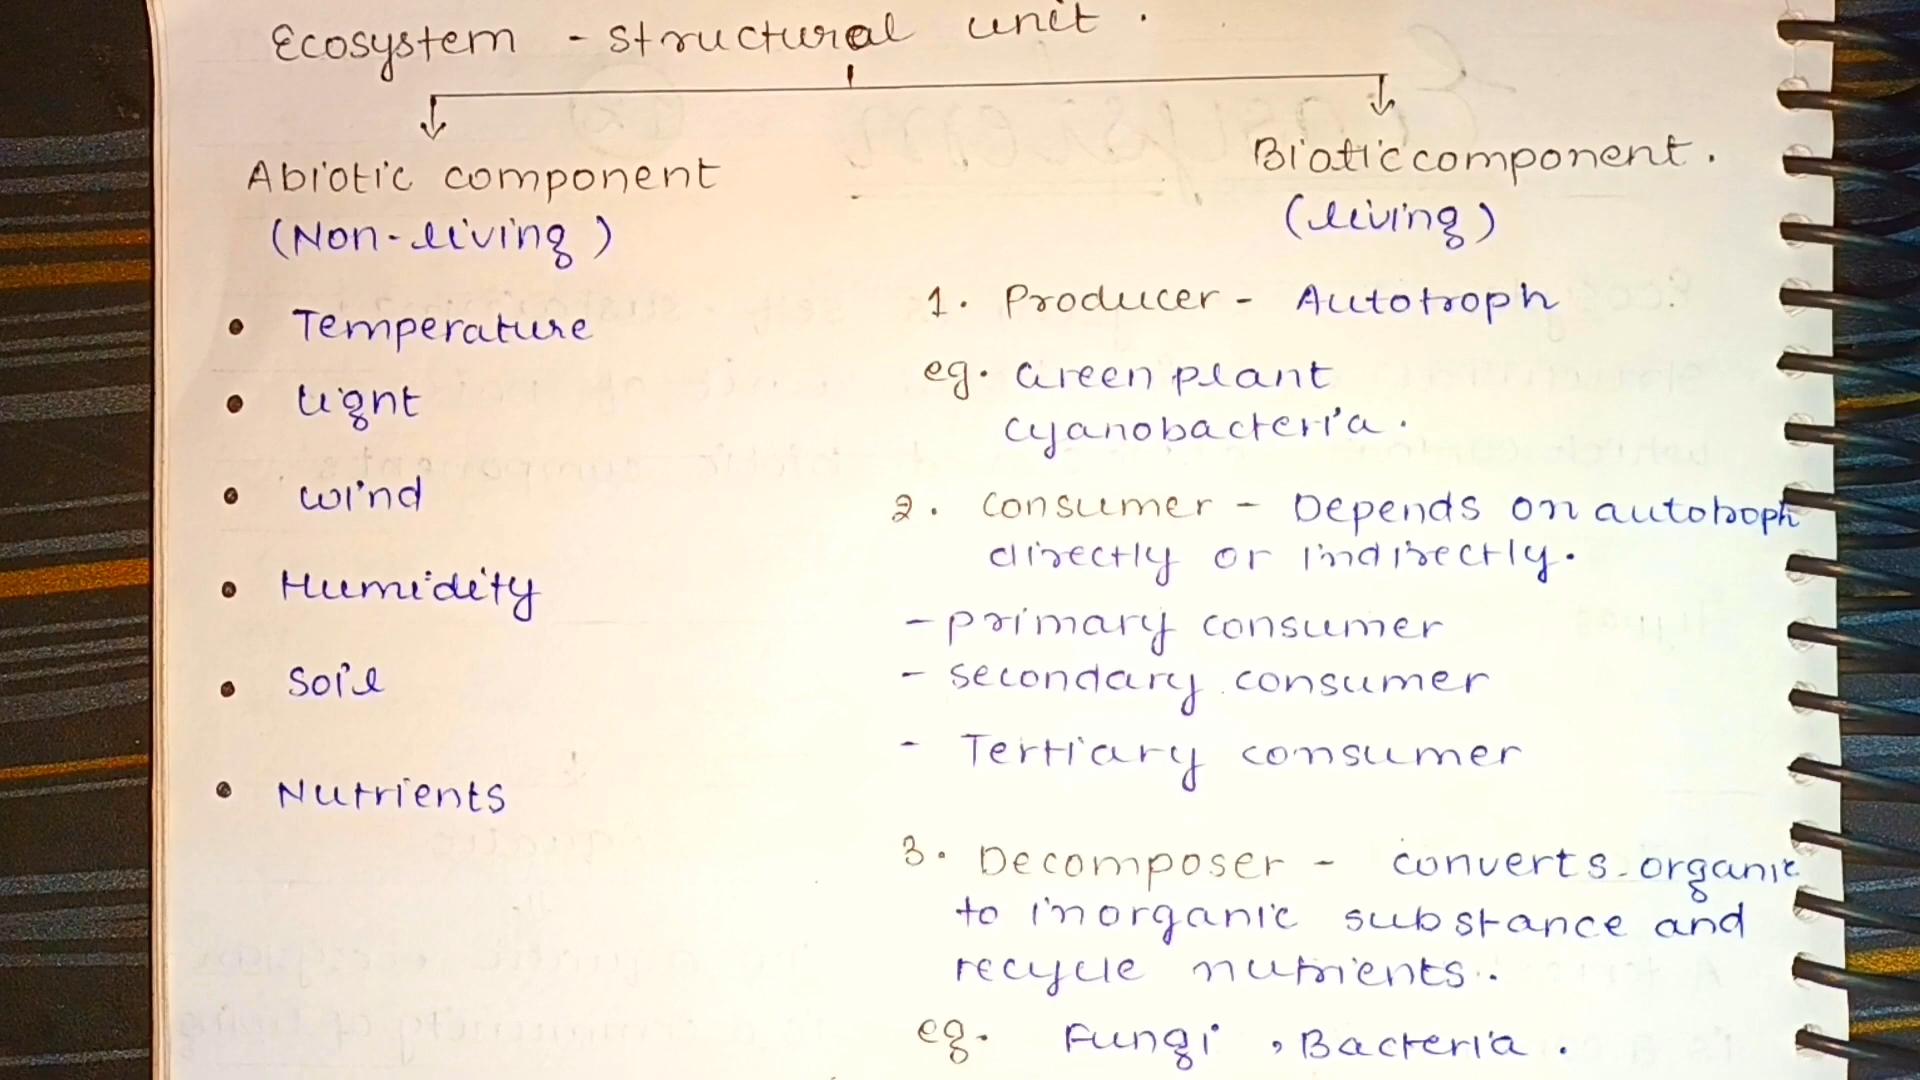 Ecosystem - structural unit.
Abiotic component
(Non-living)
• Temperature
• Light
• wind
• Humidity
• Soil
• Nutrients
Biotic component.
(living)
1. Producer - Autotroph
eg. Green plant
cyanobacteria.
2. consumer - Depends on autotroph
directly or indirectly.
- primary consumer
- secondary consumer
- Tertiary consumer
3. Decomposer - converts organic
to inorganic substance and
recycle nutrients.
eg. Fungi, Bacteria.